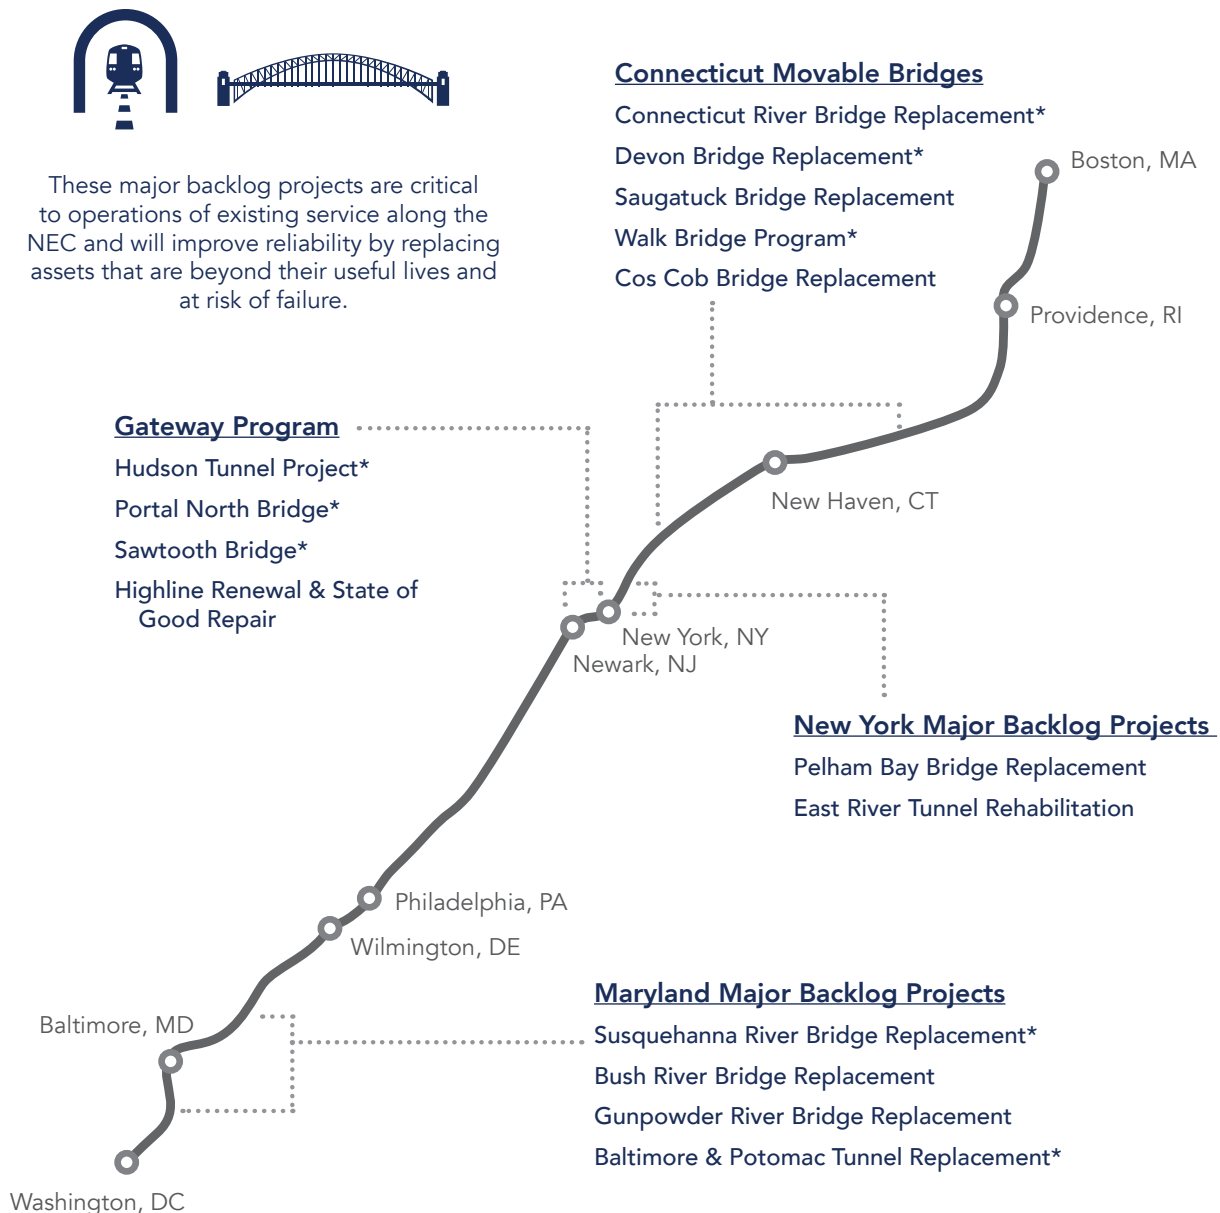 These major backlog projects are critical
to operations of existing service along the
NEC and will improve reliability by replacing
assets that are beyond their useful lives and
at risk of failure.
Connecticut Movable Bridges
Connecticut River Bridge Replacement*
Devon Bridge Replacement*
Saugatuck Bridge Replacement
Walk Bridge Program*
Cos Cob Bridge Replacement
Boston, MA
Providence, RI
Gateway Program
Hudson Tunnel Project*
Portal North Bridge*
Sawtooth Bridge*
Highline Renewal & State of
Good Repair
New Haven, CT
New York, NY
Newark, NJ
New York Major Backlog Projects
Pelham Bay Bridge Replacement
East River Tunnel Rehabilitation
Philadelphia, PA
Wilmington, DE
Baltimore, MD
Maryland Major Backlog Projects
Susquehanna River Bridge Replacement*
Bush River Bridge Replacement
Gunpowder River Bridge Replacement
Baltimore & Potomac Tunnel Replacement*
Washington, DC